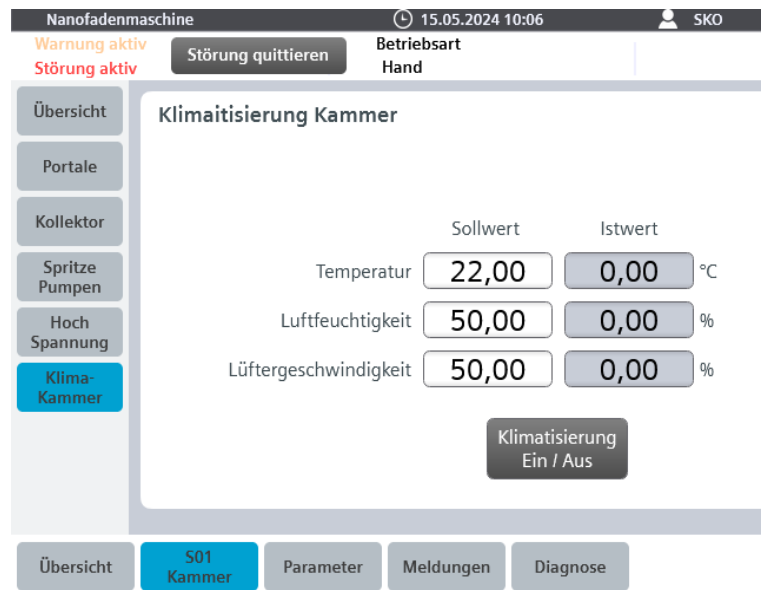 Nanofadenmaschine 15.05.2024 10:06 SKO
Warnung aktiv
Störung aktiv
Störung quittieren
Betriebsart
Hand
Übersicht
Portale
Kollektor
Spritze
Pumpen
Hoch
Spannung
Klima-
Kammer
Klimaitisierung Kammer
Sollwert Istwert
Temperatur 22,00 0,00 °C
Luftfeuchtigkeit 50,00 0,00 %
Lüftergeschwindigkeit 50,00 0,00 %
Klimatisierung
Ein / Aus
Übersicht
S01
Kammer
Parameter
Meldungen
Diagnose